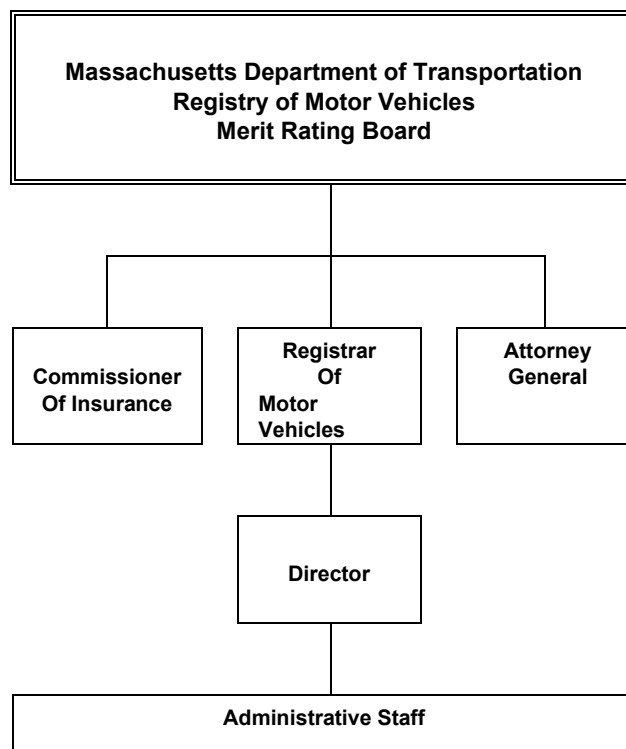 Massachusetts Department of Transportation
Registry of Motor Vehicles
Merit Rating Board
Commissioner
Of Insurance
Registrar
Of
Motor
Vehicles
Attorney
General
Director
Administrative Staff